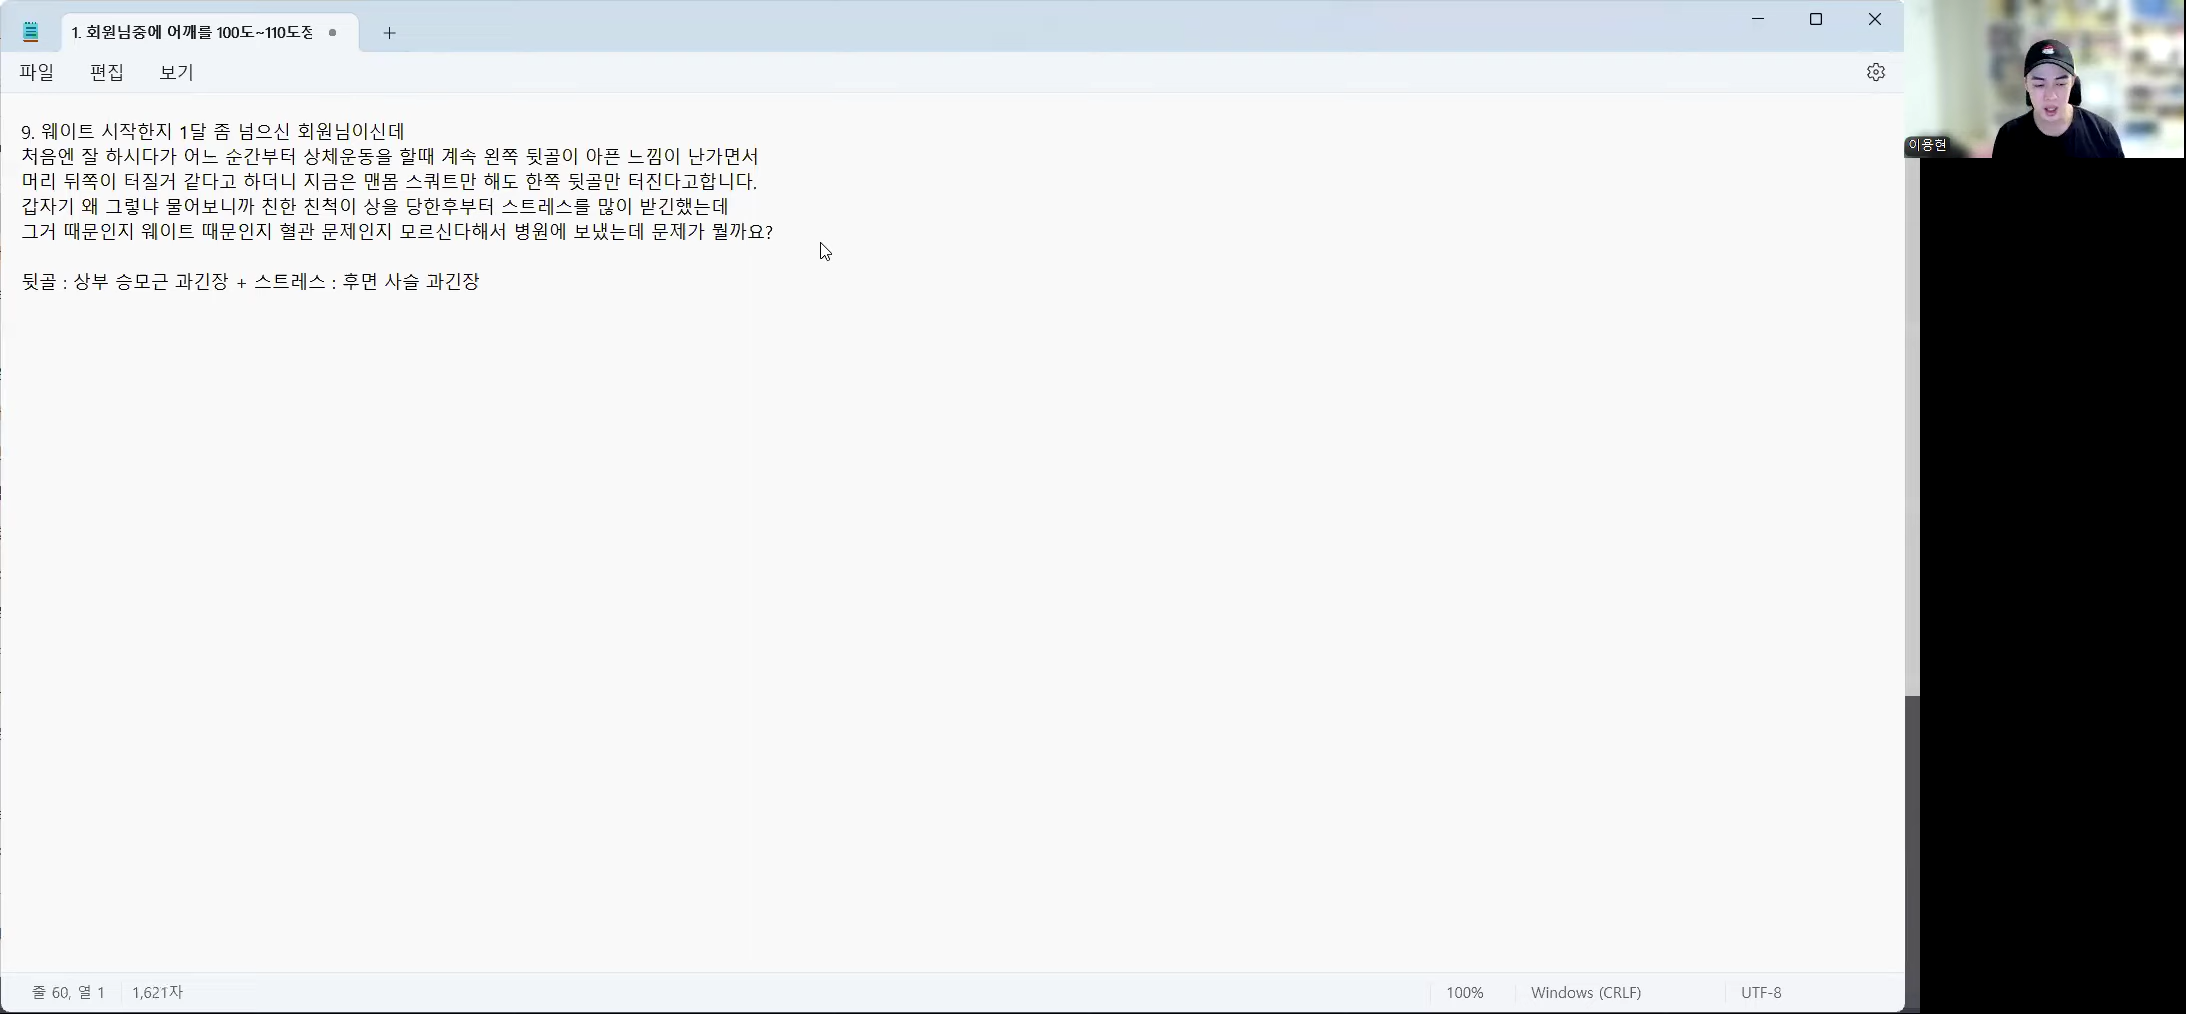 1. 회원님중에 어깨를 100도~110도정
파일
편집
보기
9. 웨이트 시작한지 1달 좀 넘으신 회원님이신데
처음엔 잘 하시다가 어느 순간부터 상체운동을 할때 계속 왼쪽 뒷골이 아픈 느낌이 난가면서
머리 뒤쪽이 터질거 같다고 하더니 지금은 맨몸 스쿼트만 해도 한쪽 뒷골만 터진다고합니다.
갑자기 왜 그렇냐 물어보니까 친한 친척이 상을 당한후부터 스트레스를 많이 받긴했는데
그거 때문인지 웨이트 때문인지 혈관 문제인지 모르신다해서 병원에 보냈는데 문제가 뭘까요?
뒷골 : 상부 승모근 과긴장 + 스트레스 : 후면 사슬 과긴장
이용현
줄 60, 열 1
1,621자
100%
Windows (CRLF)
UTF-8